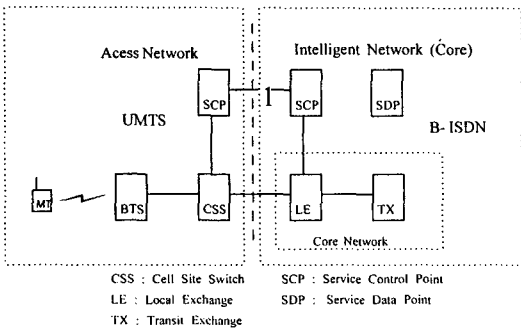 Acess Network
Intelligent Network (Core)
SCP
1
SCP
SDP
UMTS
B- ISDN
MT
BTS
CSS
LE
TX
Core Network
CSS : Cell Site Switch
SCP : Service Control Point
LE : Local Exchange
SDP : Service Data Point
TX : Transit Exchange